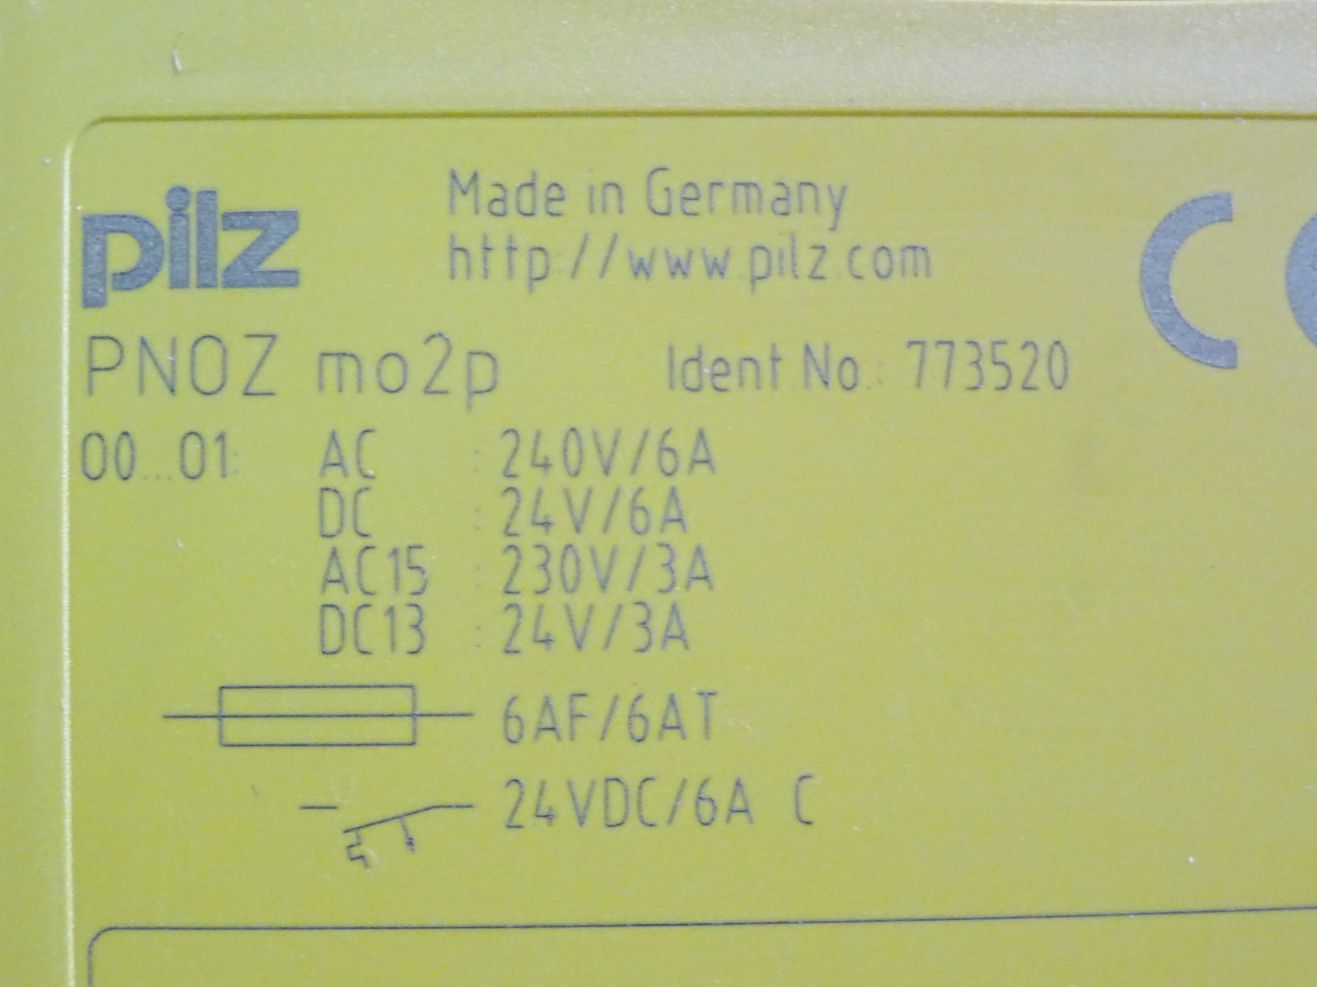 pilz
Made in Germany
http://www.pilz.com
CE
PNOZ mo2p Ident No.: 773520
00...01: AC : 240V/6A
DC : 24V/6A
AC15 : 230V/3A
DC13 : 24V/3A
6AF/6AT
24VDC/6A C